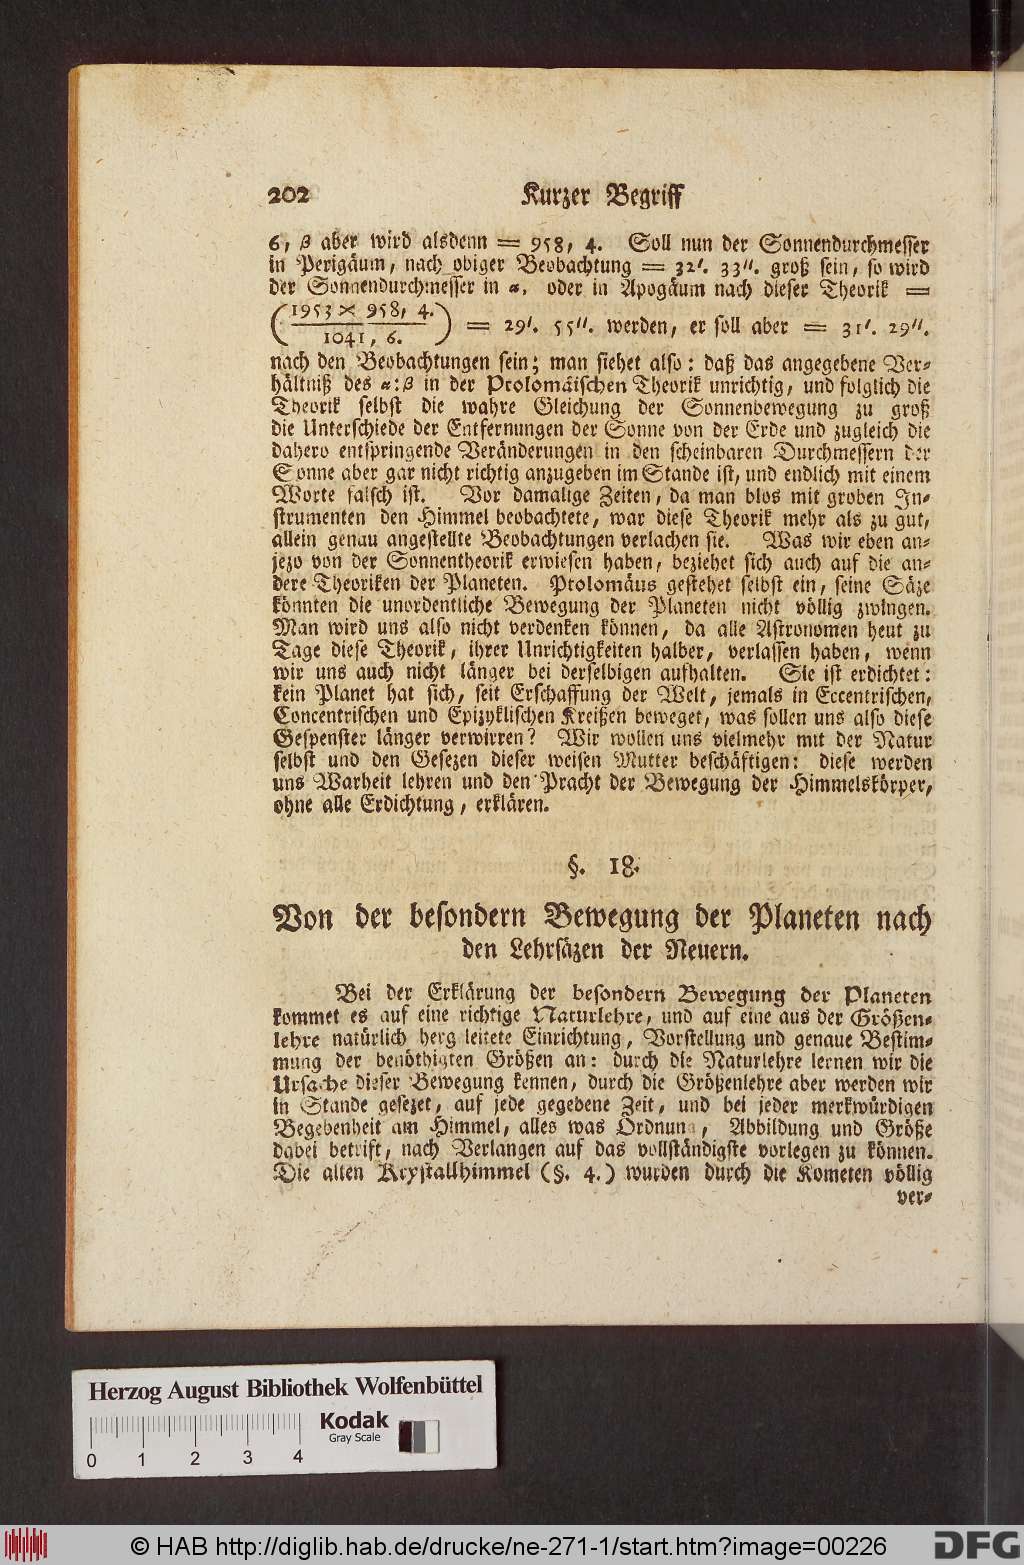 202 Kurzer Begriff
6, β aber wird alsdenn = 958, 4. Soll nun der Sonnendurchmesser
in Perigäum, nach obiger Beobachtung = 32′. 33″. groß sein, so wird
der Sonnendurchmesser in α, oder in Apogäum nach dieser Theorik =
(1953 × 958, 4. / 1041, 6.) = 29′. 55″. werden, er soll aber = 31′. 29″.
nach den Beobachtungen sein; man siehet also: daß das angegebene Ver-
hältniß des α:β in der Ptolomäischen Theorik unrichtig, und folglich die
Theorik selbst die wahre Gleichung der Sonnenbewegung zu groß
die Unterschiede der Entfernungen der Sonne von der Erde und zugleich die
dahero entspringende Veränderungen in den scheinbaren Durchmessern der
Sonne aber gar nicht richtig anzugeben im Stande ist, und endlich mit einem
Worte falsch ist. Vor damalige Zeiten, da man blos mit groben In-
strumenten den Himmel beobachtete, war diese Theorik mehr als zu gut,
allein genau angestellte Beobachtungen verlachen sie. Was wir eben an-
jezo von der Sonnentheorik erwiesen haben, beziehet sich auch auf die an-
dere Theoriken der Planeten. Ptolomäus gestehet selbst ein, seine Säze
könnten die unordentliche Bewegung der Planeten nicht völlig zwingen.
Man wird uns also nicht verdenken können, da alle Astronomen heut zu
Tage diese Theorik, ihrer Unrichtigkeiten halber, verlassen haben, wenn
wir uns auch nicht länger bei derselbigen aufhalten. Sie ist erdichtet:
kein Planet hat sich, seit Erschaffung der Welt, jemals in Eccentrischen,
Concentrischen und Epizyklischen Kreißen beweget, was sollen uns also diese
Gespenster länger verwirren? Wir wollen uns vielmehr mit der Natur
selbst und den Gesezen dieser weisen Mutter beschäftigen: diese werden
uns Warheit lehren und den Pracht der Bewegung der Himmelskörper,
ohne alle Erdichtung, erklären.
§. 18.
Von der besondern Bewegung der Planeten nach
den Lehrsäzen der Neuern.
Bei der Erklärung der besondern Bewegung der Planeten
kommet es auf eine richtige Naturlehre, und auf eine aus der Größen-
lehre natürlich hergeleitete Einrichtung, Vorstellung und genaue Bestim-
mung der benöthigten Größen an: durch die Naturlehre lernen wir die
Ursache dieser Bewegung kennen, durch die Größenlehre aber werden wir
in Stande gesezet, auf jede gegebene Zeit, und bei jeder merkwürdigen
Begebenheit am Himmel, alles was Ordnung, Abbildung und Größe
dabei betrift, nach Verlangen auf das vollständigste vorlegen zu können.
Die alten Krystallhimmel (§. 4.) wurden durch die Kometen völlig
ver-
Herzog August Bibliothek Wolfenbüttel
Kodak
Gray Scale
0 1 2 3 4
© HAB http://diglib.hab.de/drucke/ne-271-1/start.htm?image=00226
DFG